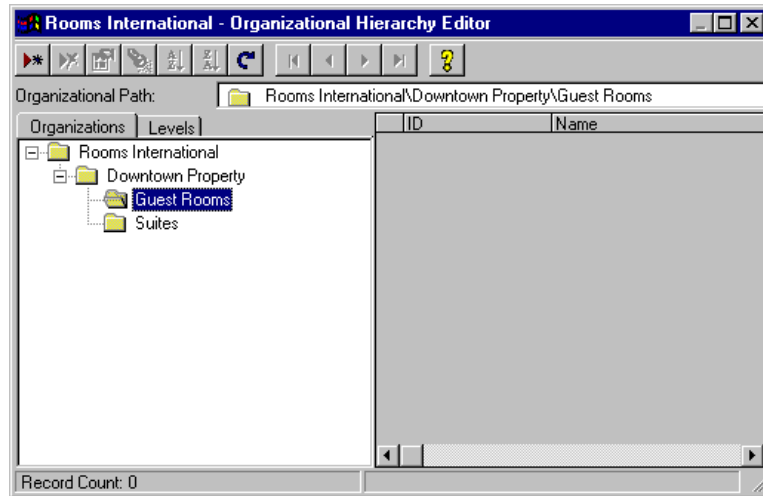 Rooms International - Organizational Hierarchy Editor
Organizational Path: Rooms International\Downtown Property\Guest Rooms
Organizations Levels ID Name
Rooms International
Downtown Property
Guest Rooms
Suites
Record Count: 0